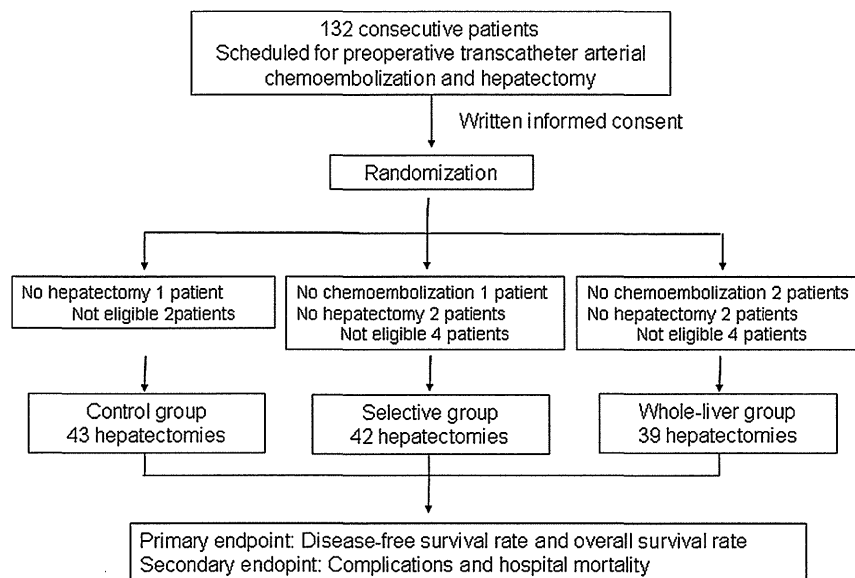 132 consecutive patients
Scheduled for preoperative transcatheter arterial
chemoembolization and hepatectomy
Written informed consent
Randomization
No hepatectomy 1 patient
Not eligible 2patients
No chemoembolization 1 patient
No hepatectomy 2 patients
Not eligible 4 patients
No chemoembolization 2 patients
No hepatectomy 2 patients
Not eligible 4 patients
Control group
43 hepatectomies
Selective group
42 hepatectomies
Whole-liver group
39 hepatectomies
Primary endpoint: Disease-free survival rate and overall survival rate
Secondary endopint: Complications and hospital mortality